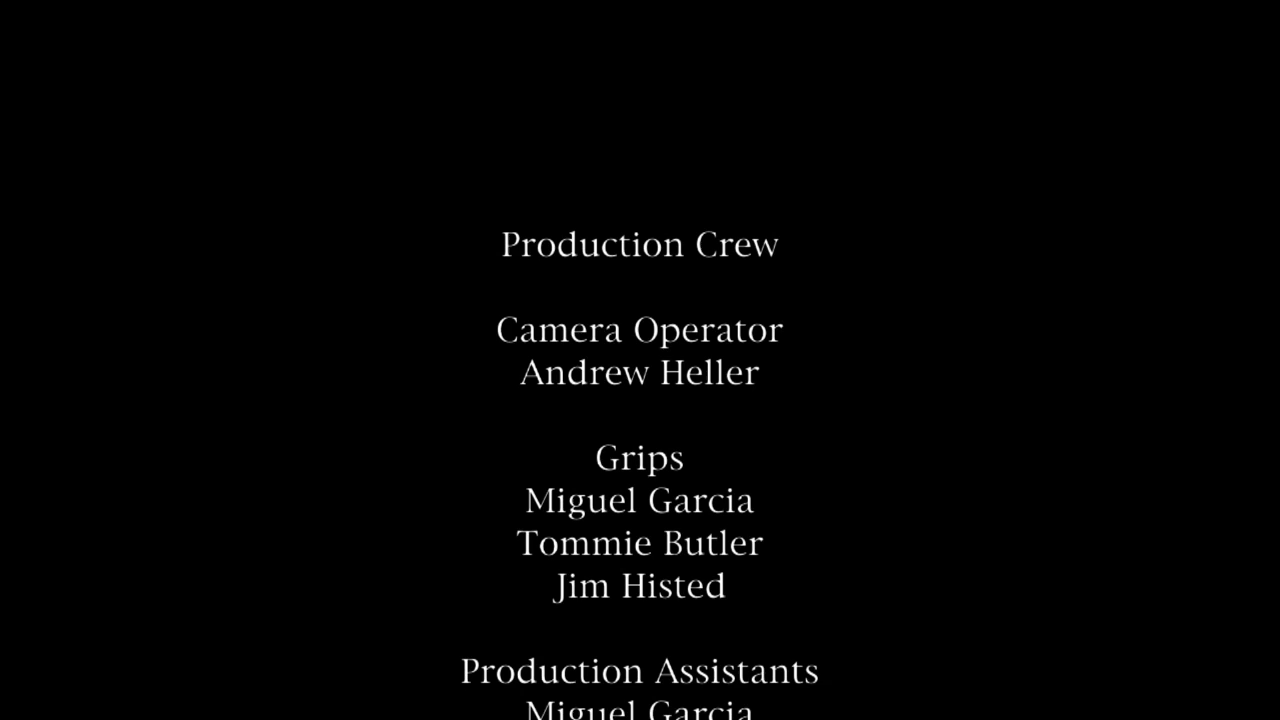 Production Crew
Camera Operator
Andrew Heller
Grips
Miguel Garcia
Tommie Butler
Jim Histed
Production Assistants
Miguel Garcia